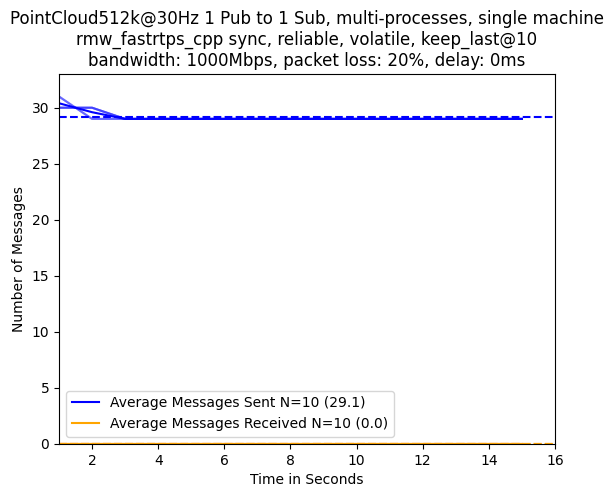 PointCloud512k@30Hz 1 Pub to 1 Sub, multi-processes, single machine
rmw_fastrtps_cpp sync, reliable, volatile, keep_last@10
bandwidth: 1000Mbps, packet loss: 20%, delay: 0ms
Number of Messages
30
25
20
15
10
5
0
Average Messages Sent N=10 (29.1)
Average Messages Received N=10 (0.0)
2 4 6 8 10 12 14 16
Time in Seconds